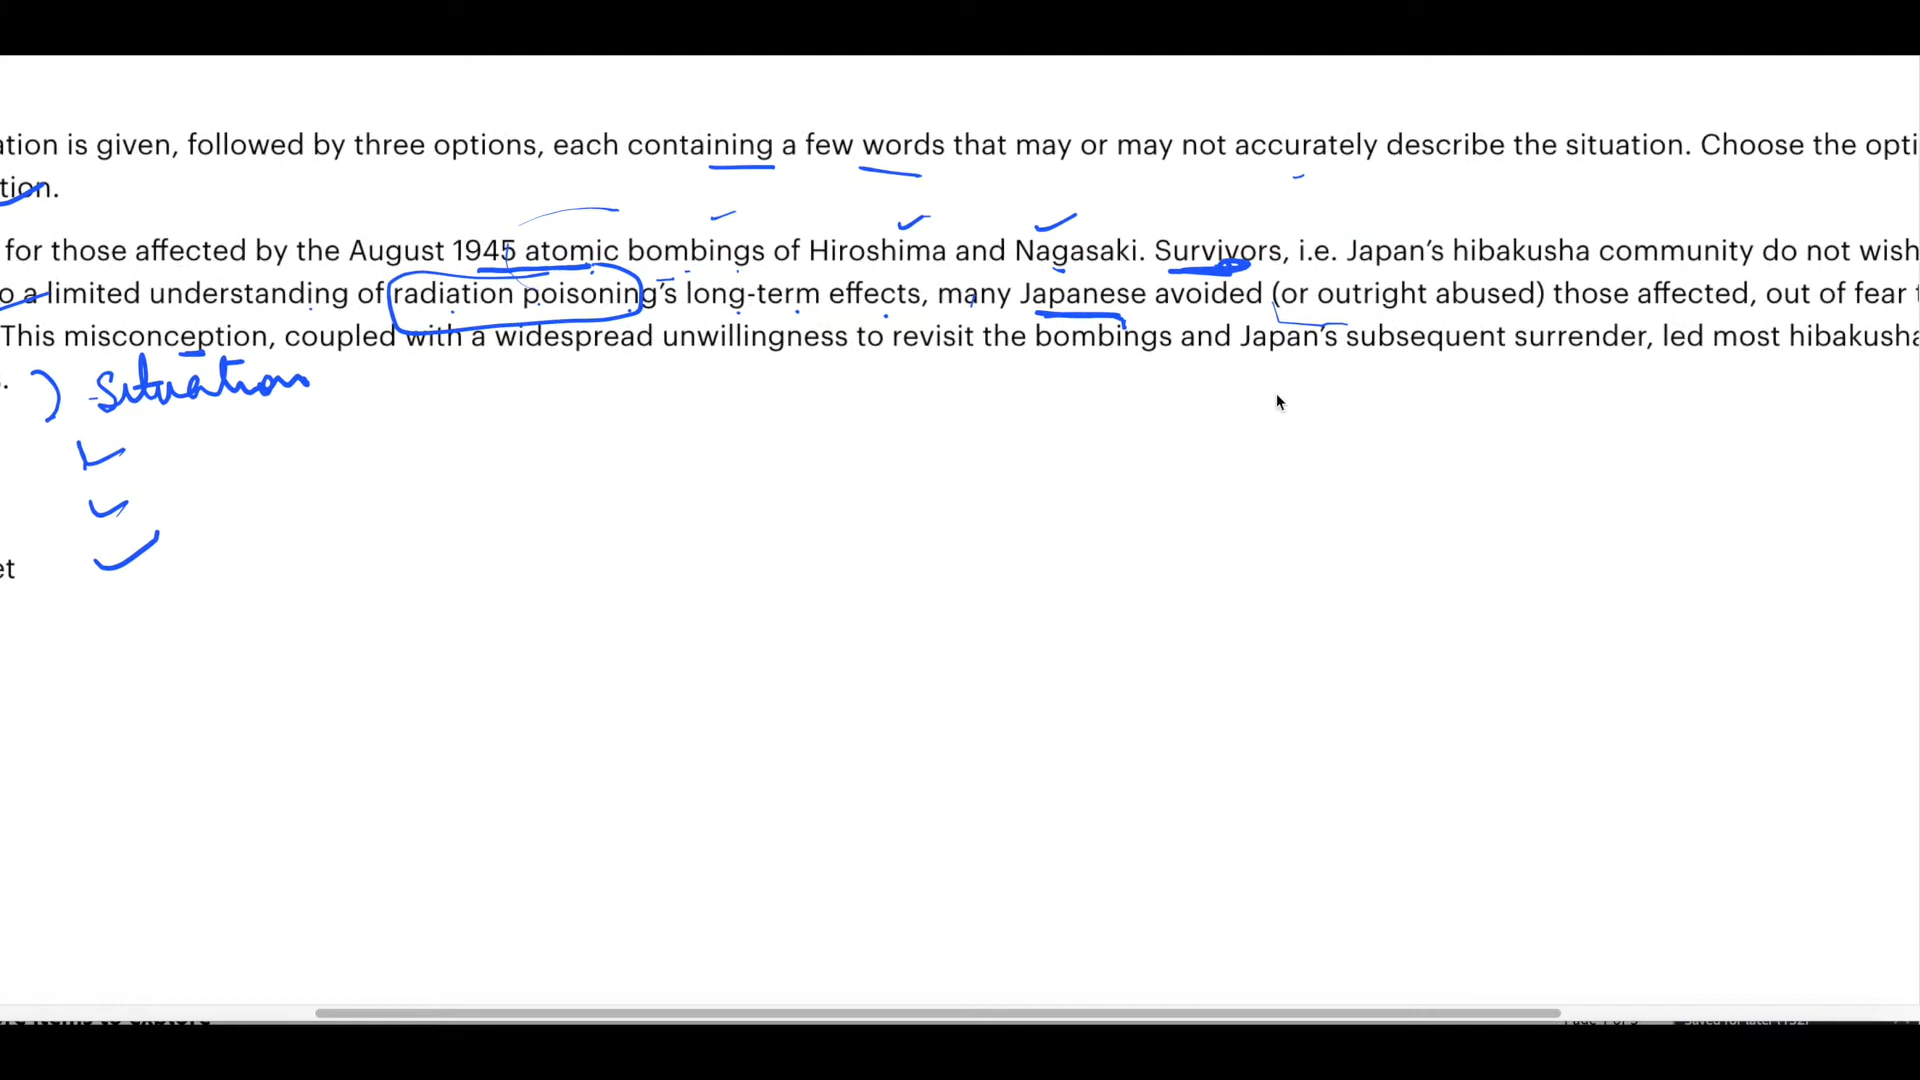 ation is given, followed by three options, each containing a few words that may or may not accurately describe the situation. Choose the opti
tion.
for those affected by the August 1945 atomic bombings of Hiroshima and Nagasaki. Survivors, i.e. Japan's hibakusha community do not wish
o a limited understanding of radiation poisoning's long-term effects, many Japanese avoided (or outright abused) those affected, out of fear
This misconception, coupled with a widespread unwillingness to revisit the bombings and Japan's subsequent surrender, led most hibakusha
) Situation
et